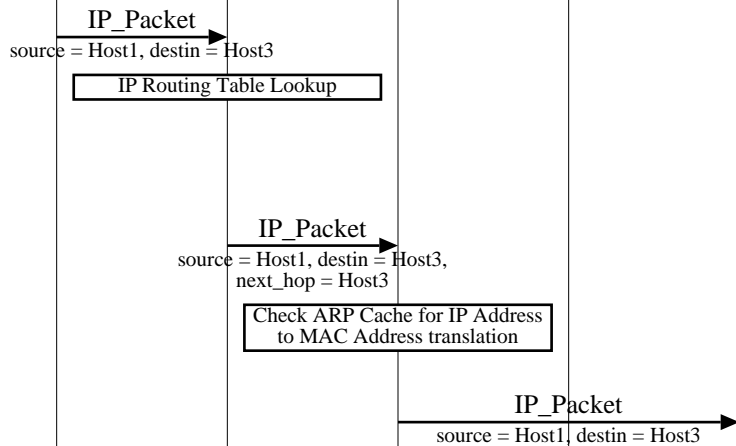 IP_Packet
source = Host1, destin = Host3
IP Routing Table Lookup
IP_Packet
source = Host1, destin = Host3,
next_hop = Host3
Check ARP Cache for IP Address
to MAC Address translation
IP_Packet
source = Host1, destin = Host3